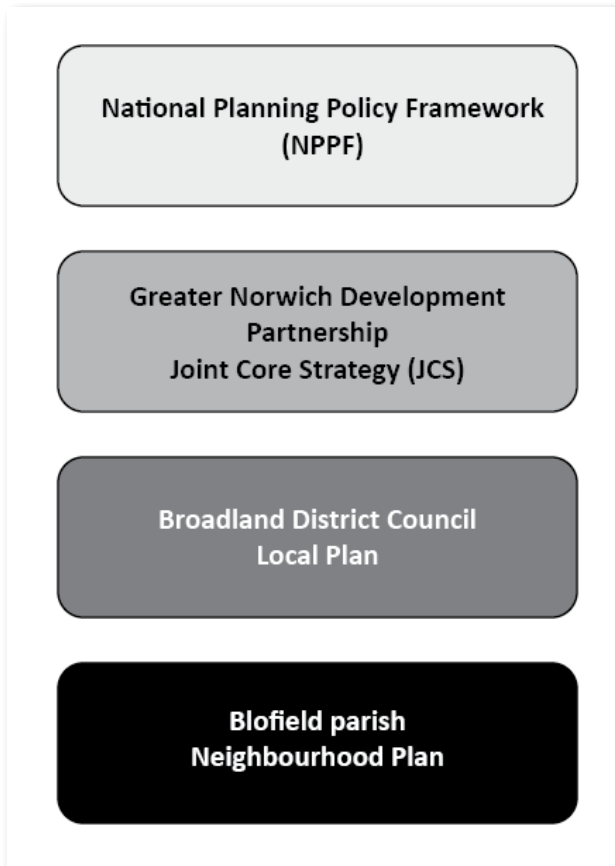 National Planning Policy Framework
(NPPF)
Greater Norwich Development
Partnership
Joint Core Strategy (JCS)
Broadland District Council
Local Plan
Blofield parish
Neighbourhood Plan